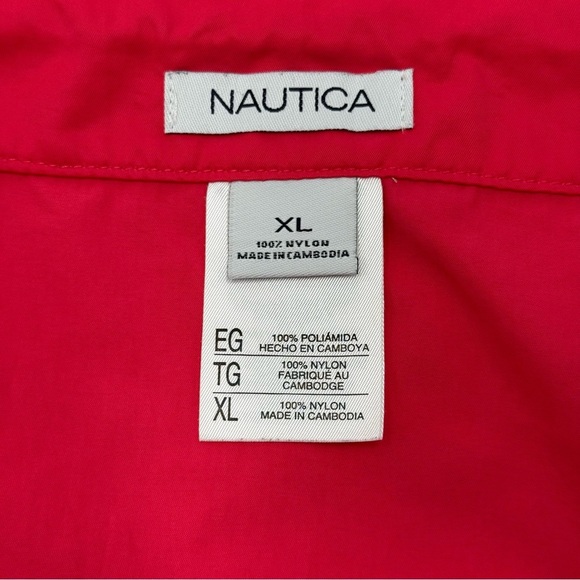 NAUTICA
XL
100% NYLON
MADE IN CAMBODIA
EG 100% POLIÁMIDA
HECHO EN CAMBOYA
TG 100% NYLON
FABRIQUÉ AU
CAMBODGE
XL 100% NYLON
MADE IN CAMBODIA